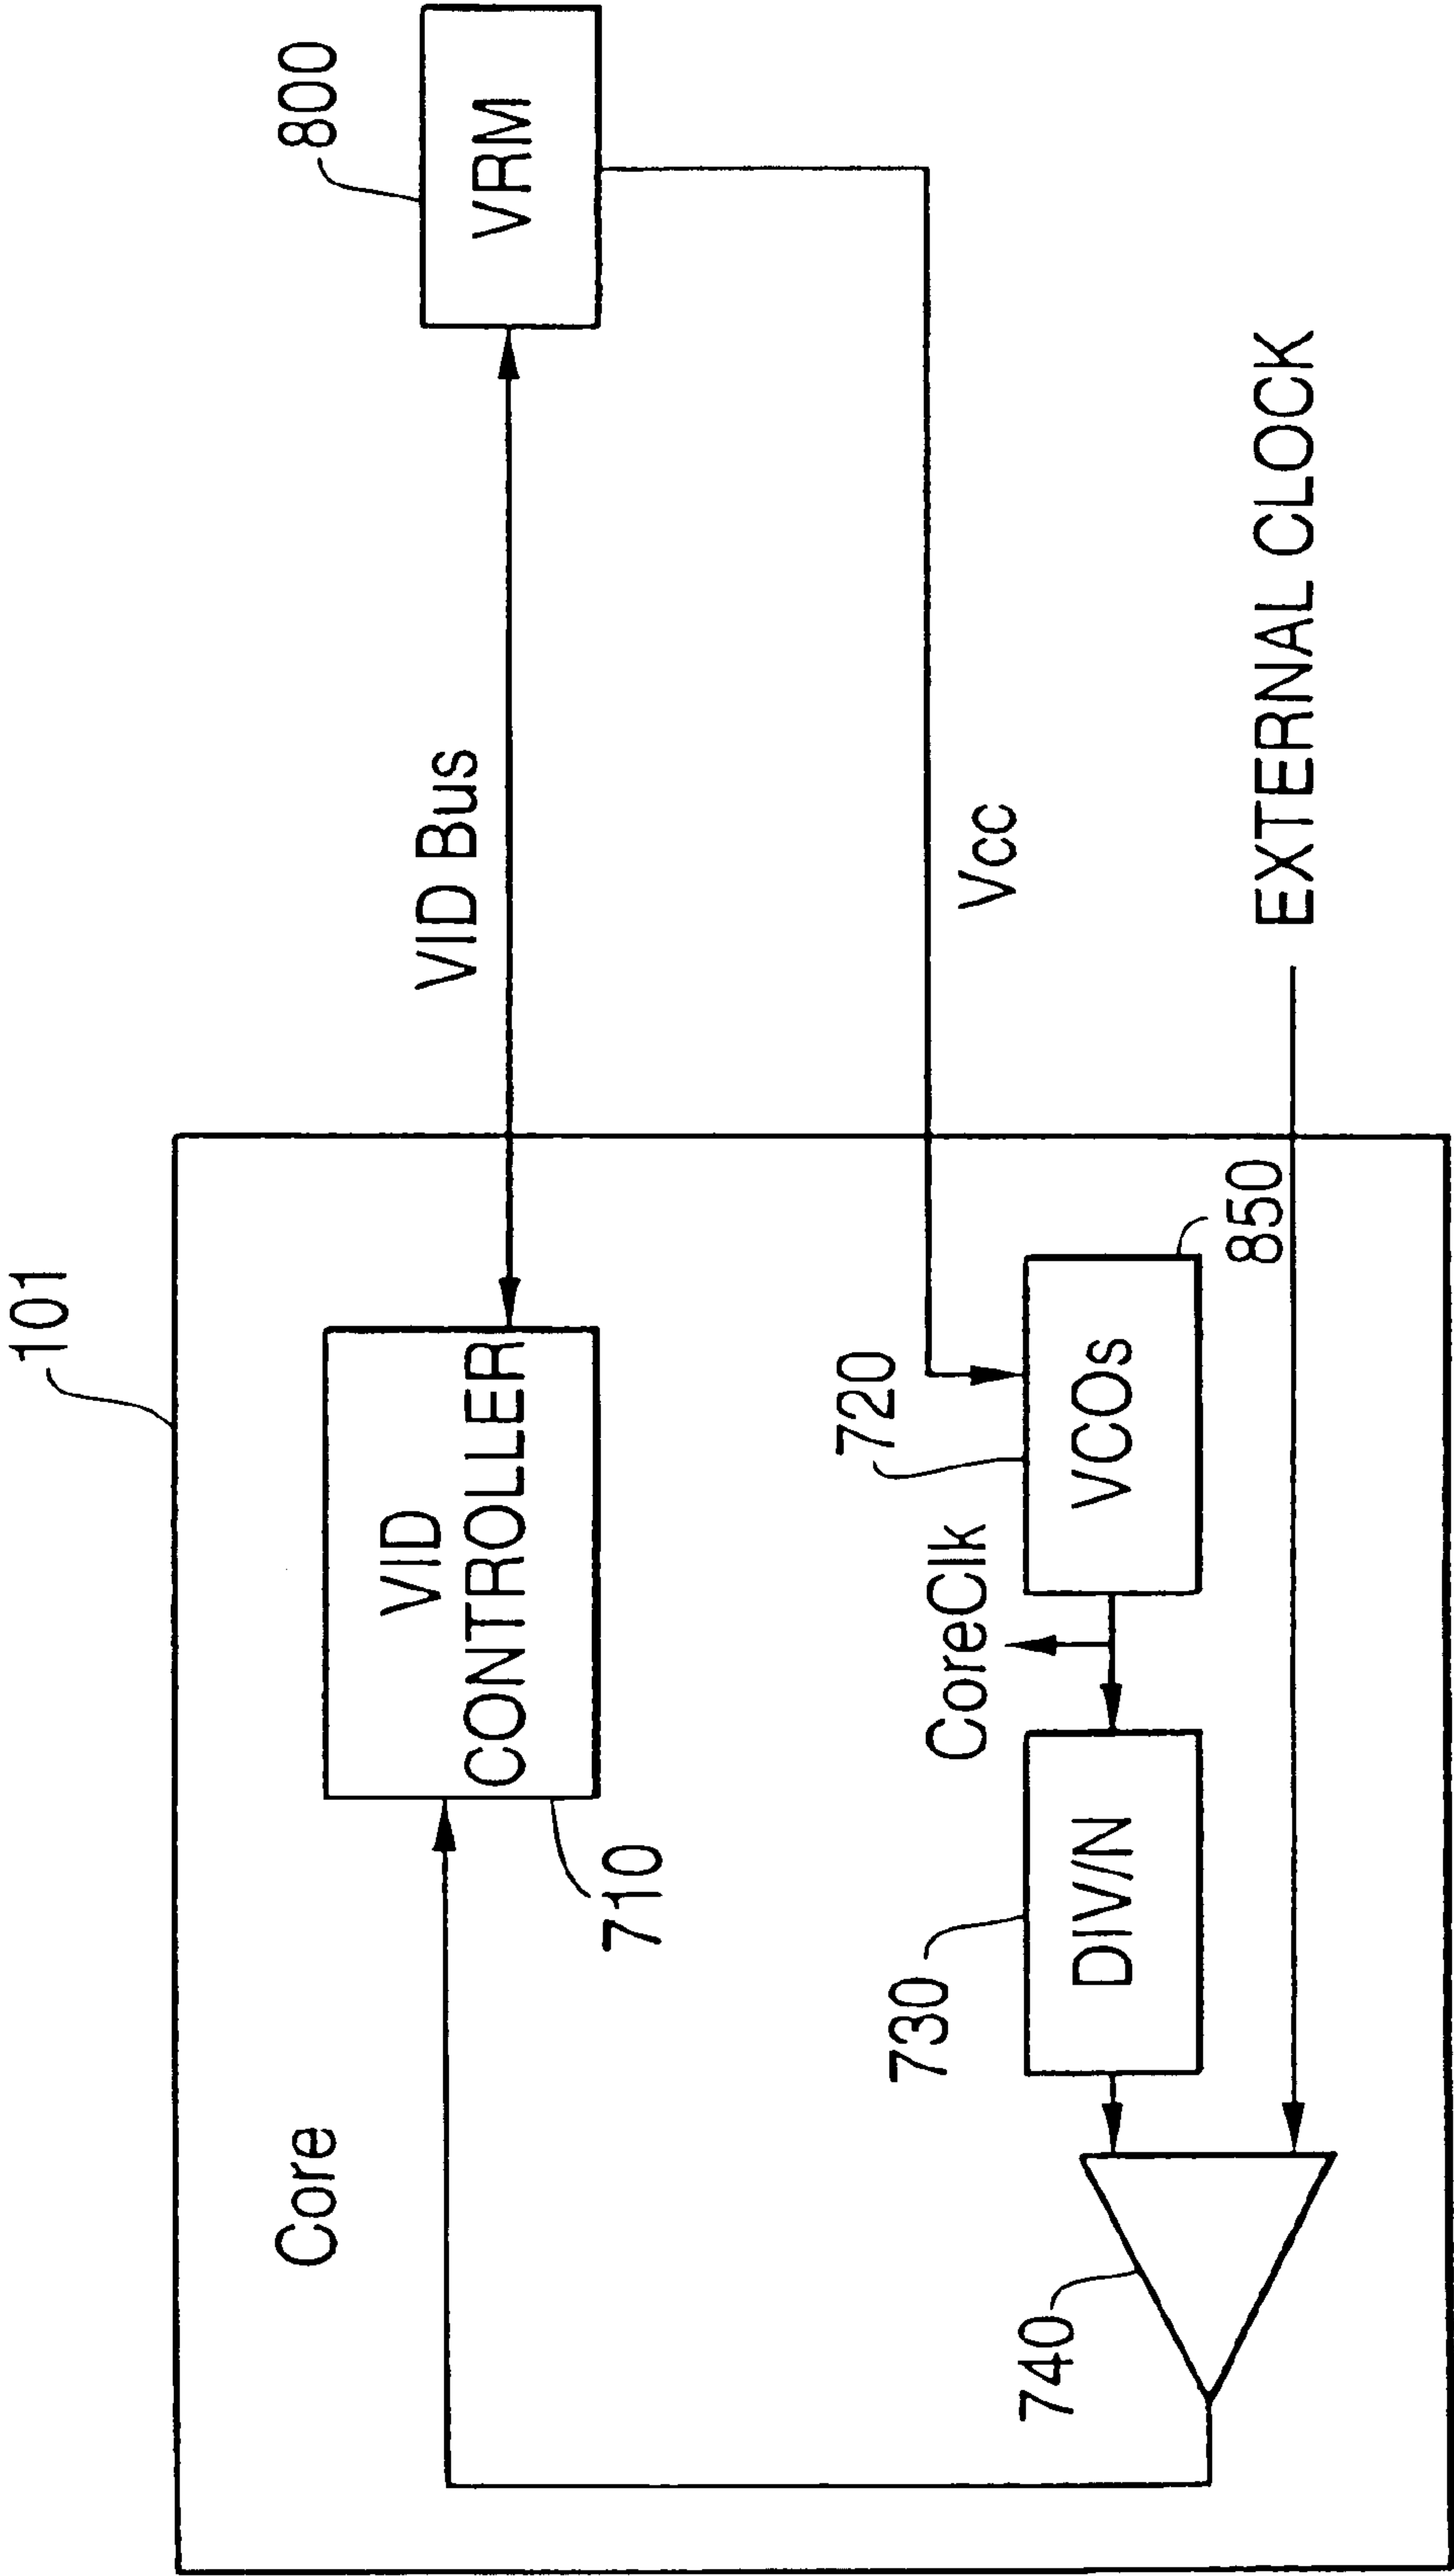 101
Core
VID
CONTROLLER
710
VID Bus
800
VRM
Vcc
720
VCOs
850
CoreClk
730
DIV/N
740
EXTERNAL CLOCK